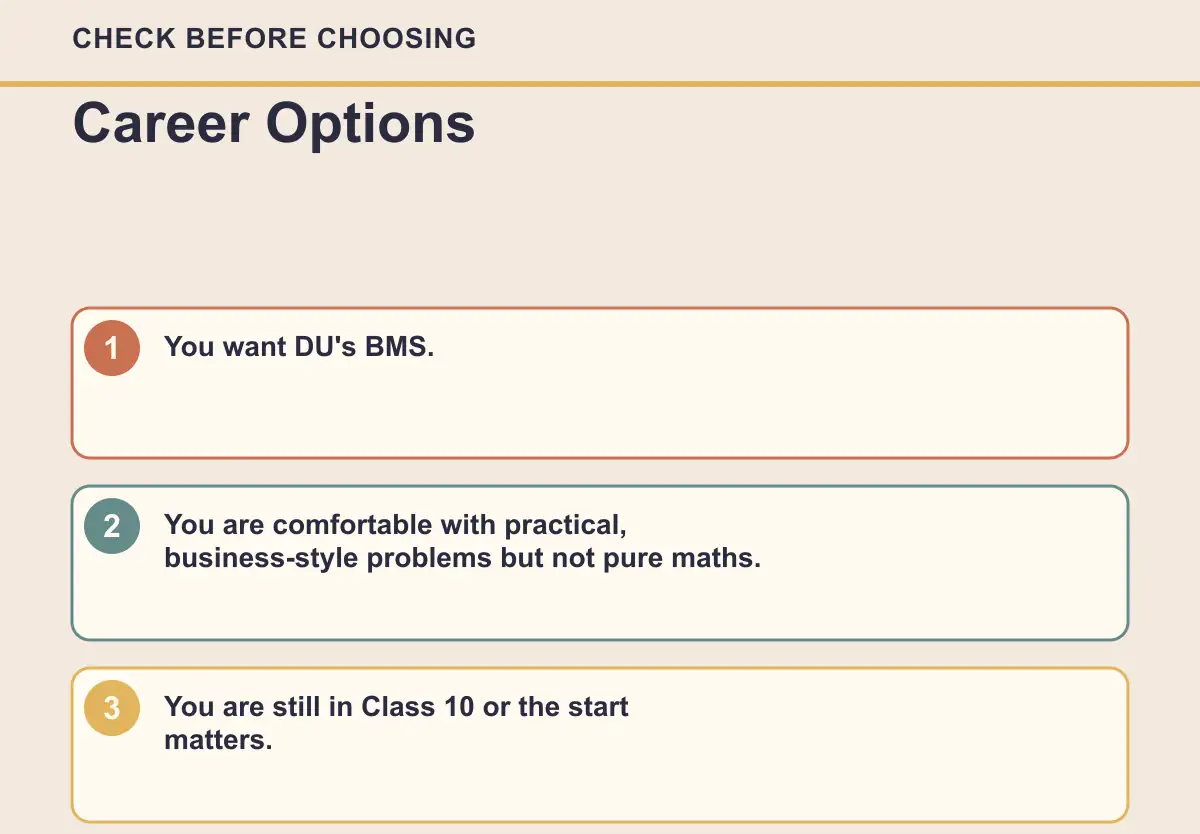 CHECK BEFORE CHOOSING
Career Options
1
You want DU's BMS.
2
You are comfortable with practical,
business-style problems but not pure maths.
3
You are still in Class 10 or the start
matters.